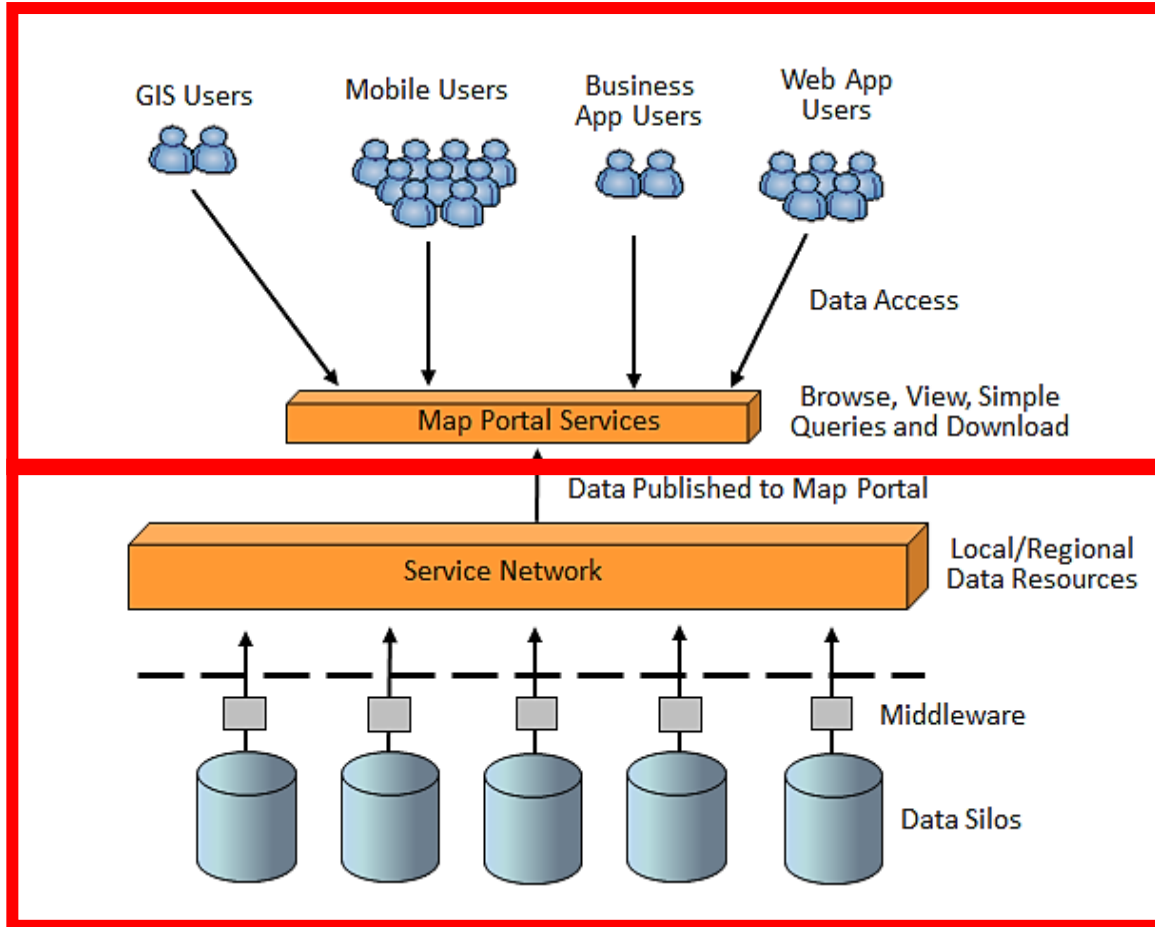 GIS Users
Mobile Users
Business
App Users
Web App
Users
Data Access
Map Portal Services
Browse, View, Simple
Queries and Download
Data Published to Map Portal
Service Network
Local/Regional
Data Resources
Middleware
Data Silos